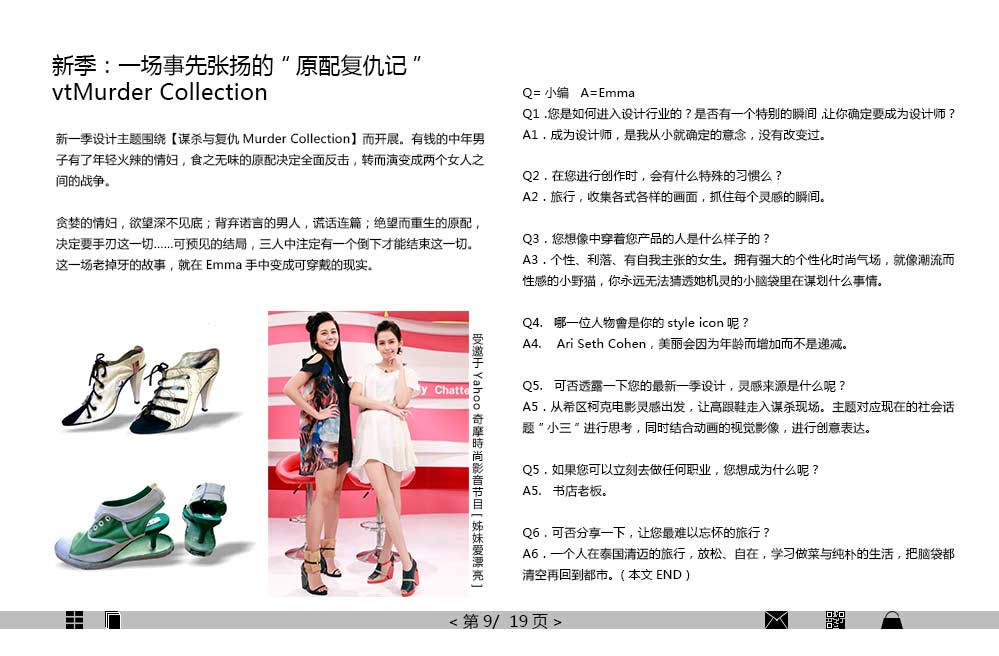 新季：一场事先张扬的“原配复仇记”
vtMurder Collection
新一季设计主题围绕【谋杀与复仇 Murder Collection】而开展。有钱的中年男
子有了年轻火辣的情妇，食之无味的原配决定全面反击，转而演变成两个女人之
间的战争。
贪婪的情妇，欲望深不见底；背弃诺言的男人，谎话连篇；绝望而重生的原配，
决定要手刃这一切……可预见的结局，三人中注定有一个倒下才能结束这一切。
这一场老掉牙的故事，就在 Emma 手中变成可穿戴的现实。
ly Chatte
受邀于 Yahoo 奇摩時尚影音节目 [ 姊妹爱漂亮 ]
Q= 小编 A=Emma
Q1 . 您是如何进入设计行业的？是否有一个特别的瞬间 ,让你确定要成为设计师？
A1．成为设计师，是我从小就确定的意念，没有改变过。
Q2．在您进行创作时，会有什么特殊的习惯么？
A2．旅行，收集各式各样的画面，抓住每个灵感的瞬间。
Q3．您想像中穿着您产品的人是什么样子的？
A3．个性、利落、有自我主张的女生。拥有强大的个性化时尚气场，就像潮流而
性感的小野猫，你永远无法猜透她机灵的小脑袋里在谋划什么事情。
Q4. 哪一位人物會是你的 style icon 呢？
A4. Ari Seth Cohen，美丽会因为年龄而增加而不是递减。
Q5. 可否透露一下您的最新一季设计，灵感来源是什么呢？
A5．从希区柯克电影灵感出发，让高跟鞋走入谋杀现场。主题对应现在的社会话
题“小三”进行思考，同时结合动画的视觉影像，进行创意表达。
Q5．如果您可以立刻去做任何职业，您想成为什么呢？
A5. 书店老板。
Q6．可否分享一下，让您最难以忘怀的旅行？
A6．一个人在泰国清迈的旅行，放松、自在，学习做菜与纯朴的生活，把脑袋都
清空再回到都市。( 本文 END )
< 第 9/ 19 页 >